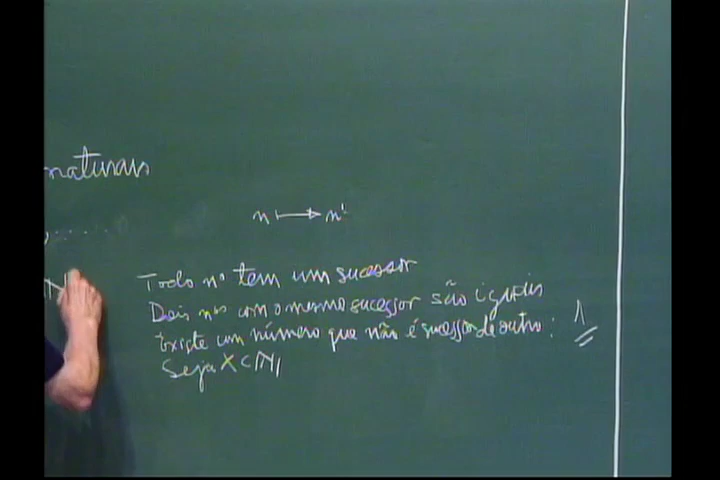 naturais
n ↦ n'
N
Todo nº tem um sucessor
Dois nos com o mesmo sucessor são iguais
Existe um número que não é sucessor de outro: 1
Seja X ⊂ N